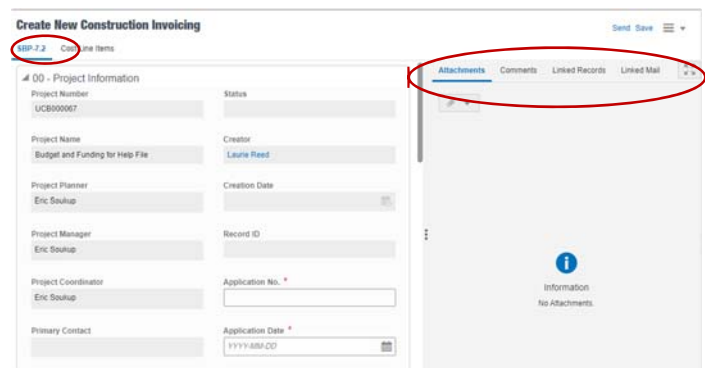 Create New Construction Invoicing
Send Save
SBP-7.2 Cost Line Items
Attachments Comments Linked Records Linked Mail
00 - Project Information
Project Number Status
UCB000067
Project Name Creator
Budget and Funding for Help File Laurie Reed
Project Planner Creation Date
Eric Soukup
Project Manager Record ID
Eric Soukup
Project Coordinator Application No. *
Eric Soukup
Primary Contact Application Date *
YYYY-MM-DD
Information
No Attachments.